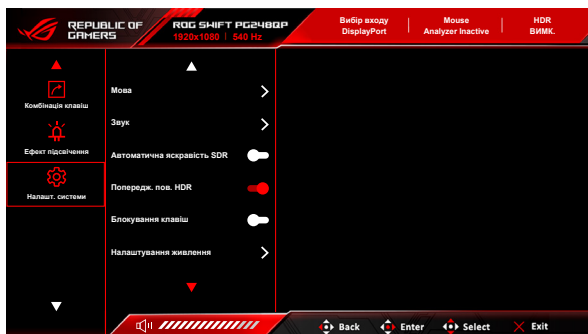 REPUBLIC OF
GAMERS
ROG SWIFT PG248QP
1920x1080 | 540 Hz
Вибір входу
DisplayPort
Mouse
Analyzer Inactive
HDR
ВИМК.
Комбінація клавіш
Ефект підсвічення
Налашт. системи
Мова
Звук
Автоматична яскравість SDR
Попередж. пов. HDR
Блокування клавіш
Налаштування живлення
Back
Enter
Select
Exit